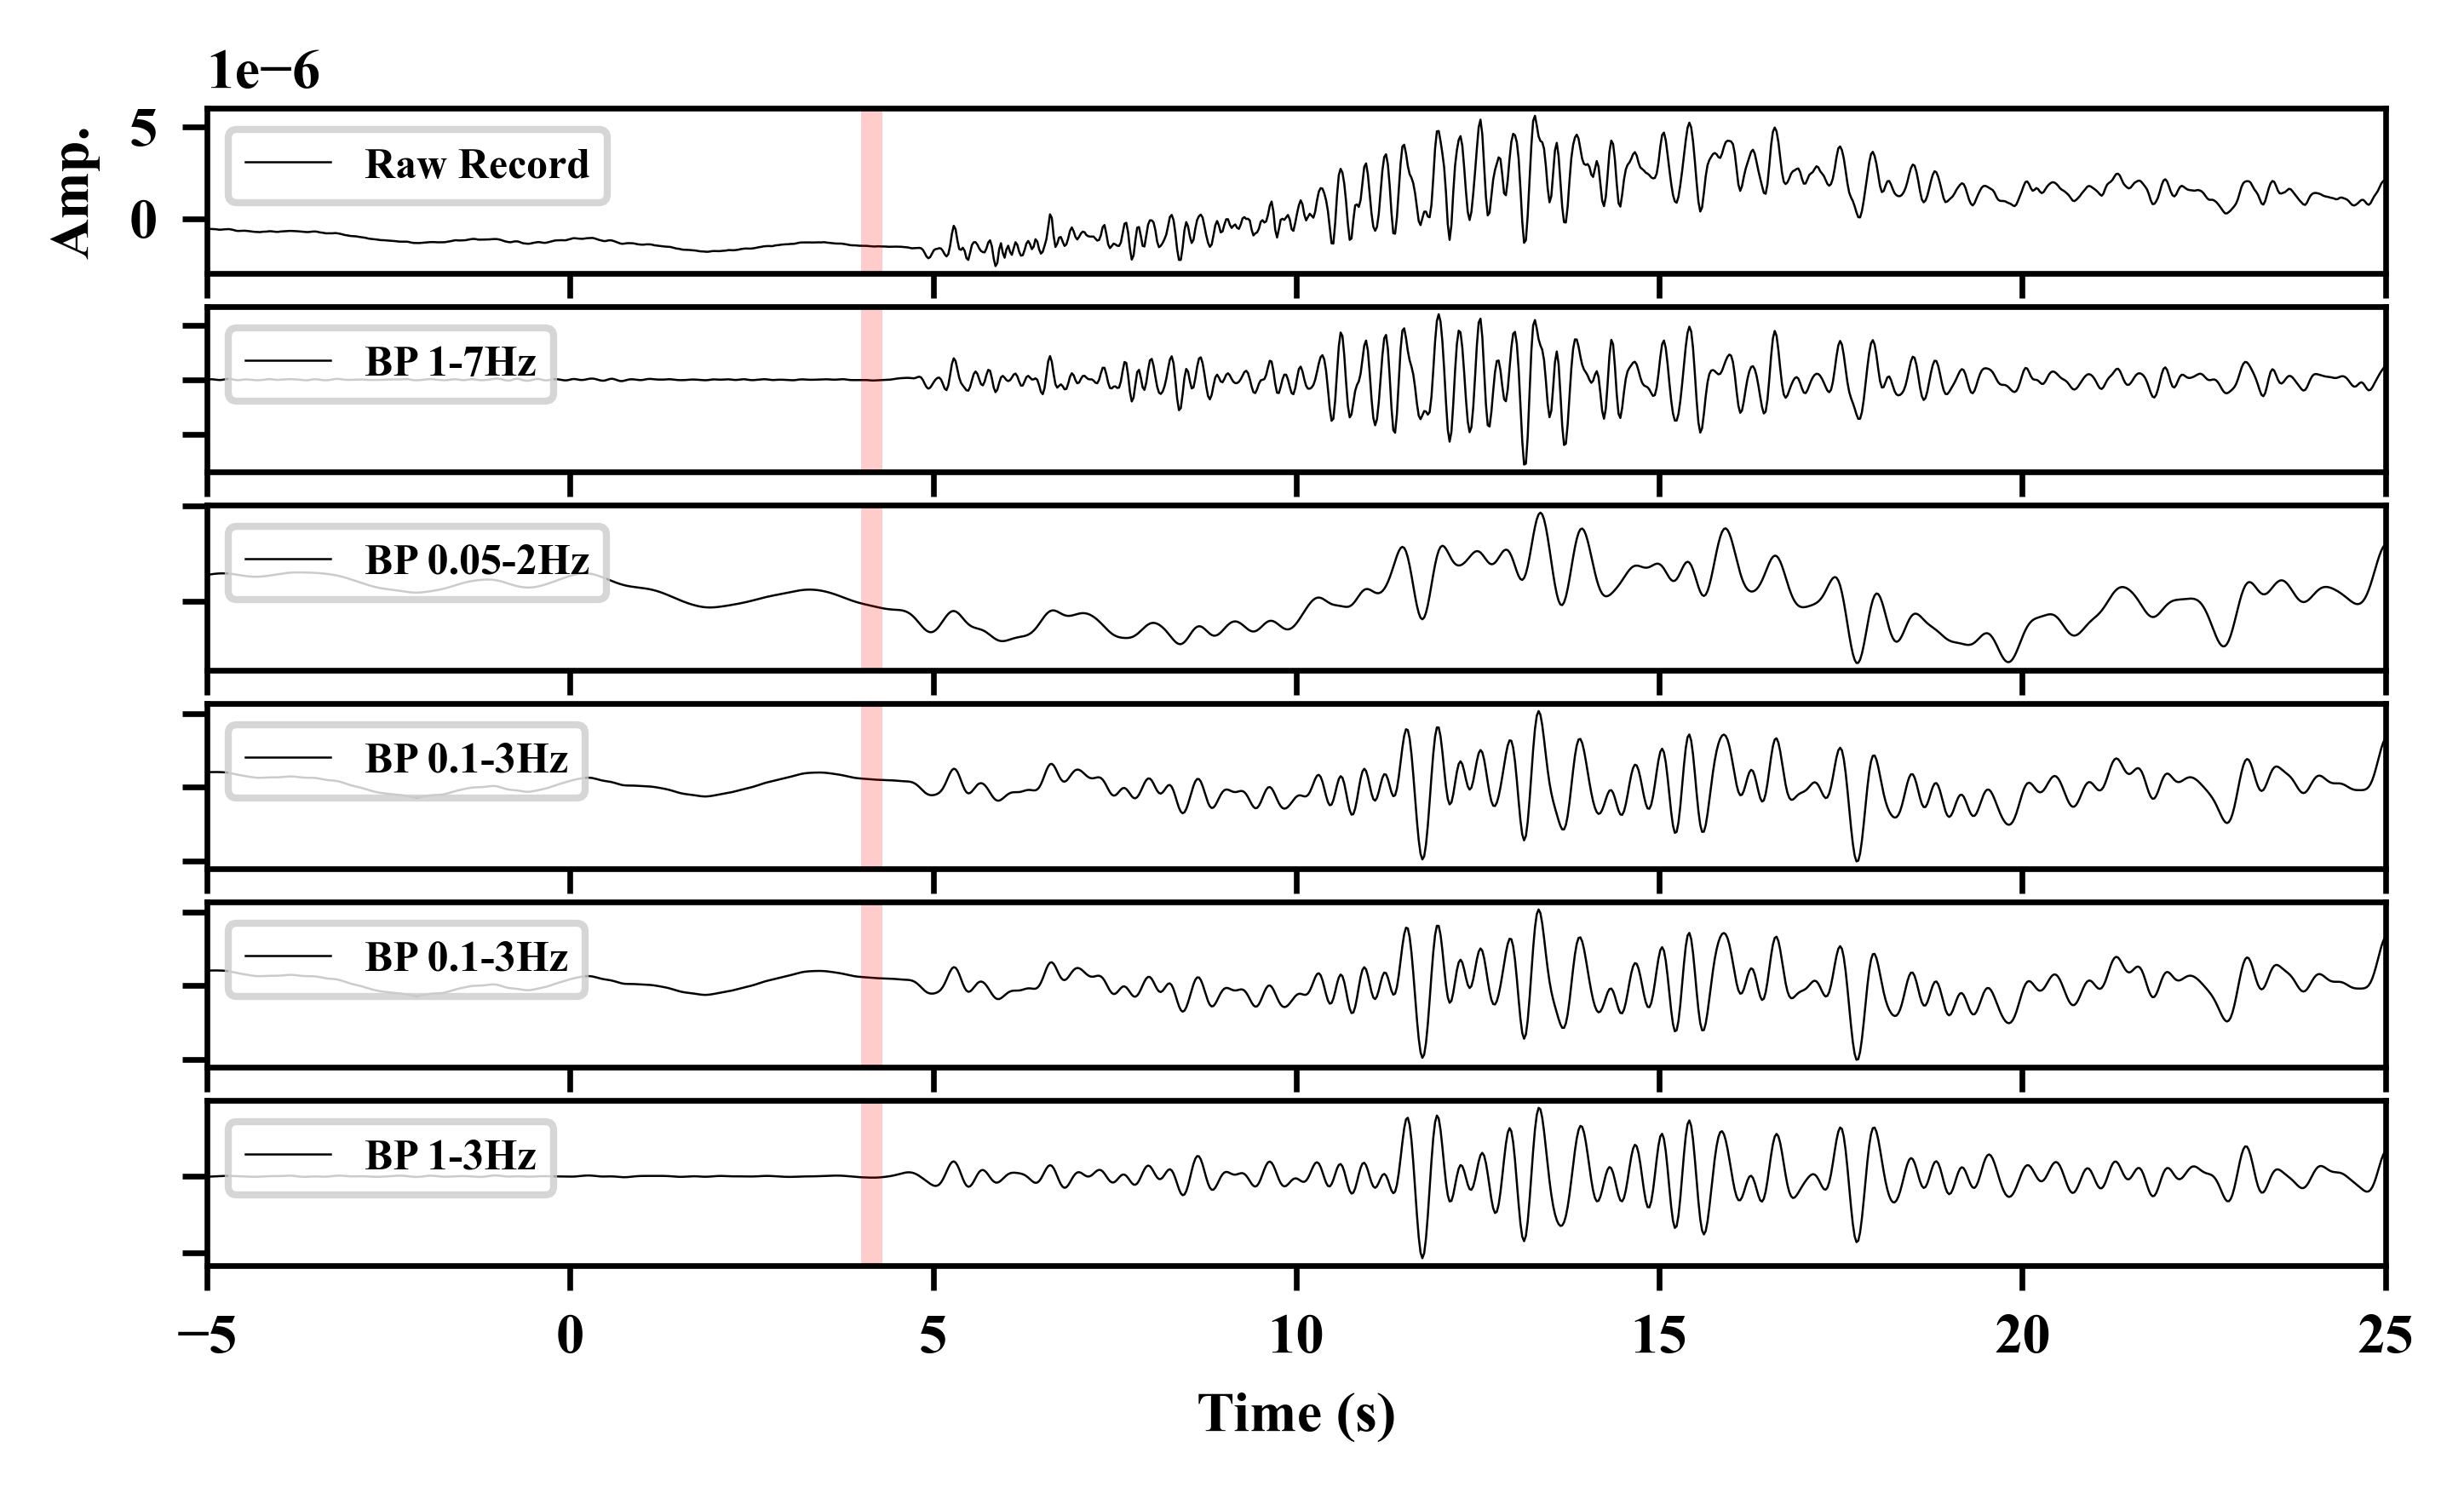 1e−6
Amp.
5
0
Raw Record
BP 1-7Hz
BP 0.05-2Hz
BP 0.1-3Hz
BP 0.1-3Hz
BP 1-3Hz
−5 0 5 10 15 20 25
Time (s)